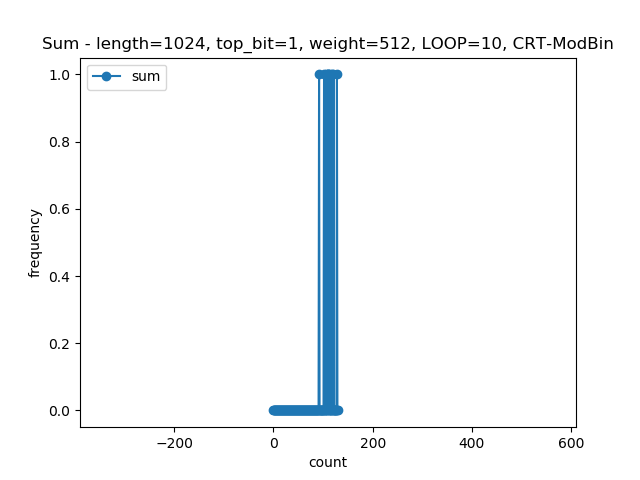 Sum - length=1024, top_bit=1, weight=512, LOOP=10, CRT-ModBin
sum
1.0
0.8
0.6
0.4
0.2
0.0
frequency
−200
0
200
400
600
count